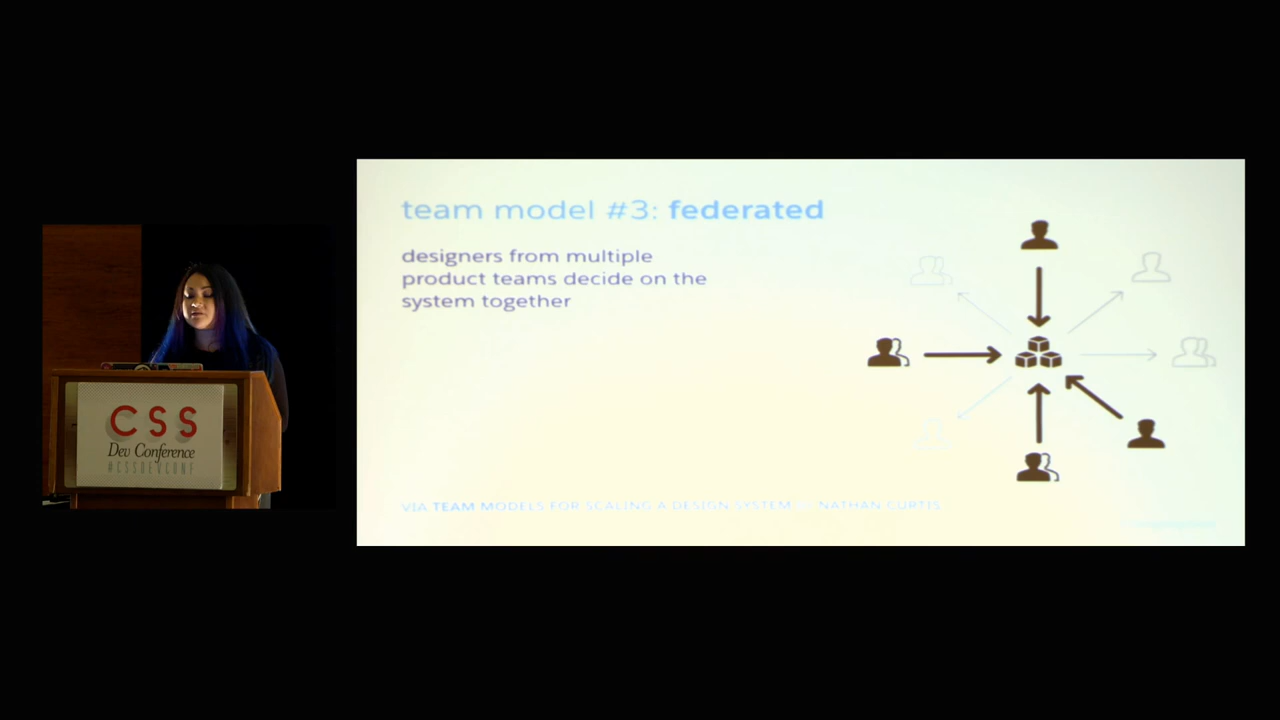 team model #3: federated
designers from multiple
product teams decide on the
system together
VIA TEAM MODELS FOR SCALING A DESIGN SYSTEM BY NATHAN CURTIS
CSS
Dev Conference
#CSSDEVCONF